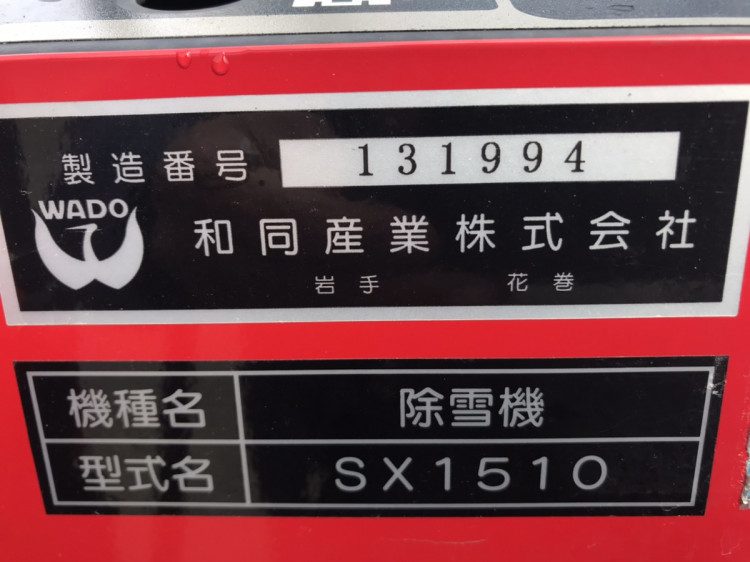 製造番号 131994
WADO
和同産業株式会社
岩手 花巻
機種名 除雪機
型式名 SX1510